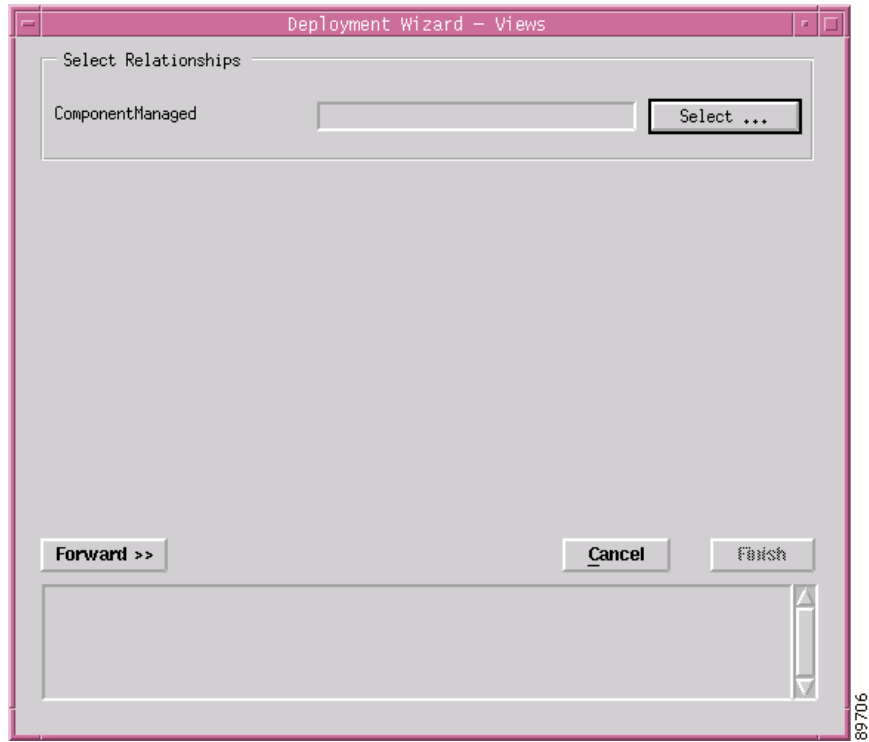 Deployment Wizard - Views
Select Relationships
ComponentManaged
Select ...
Forward >>
Cancel
Finish
89706